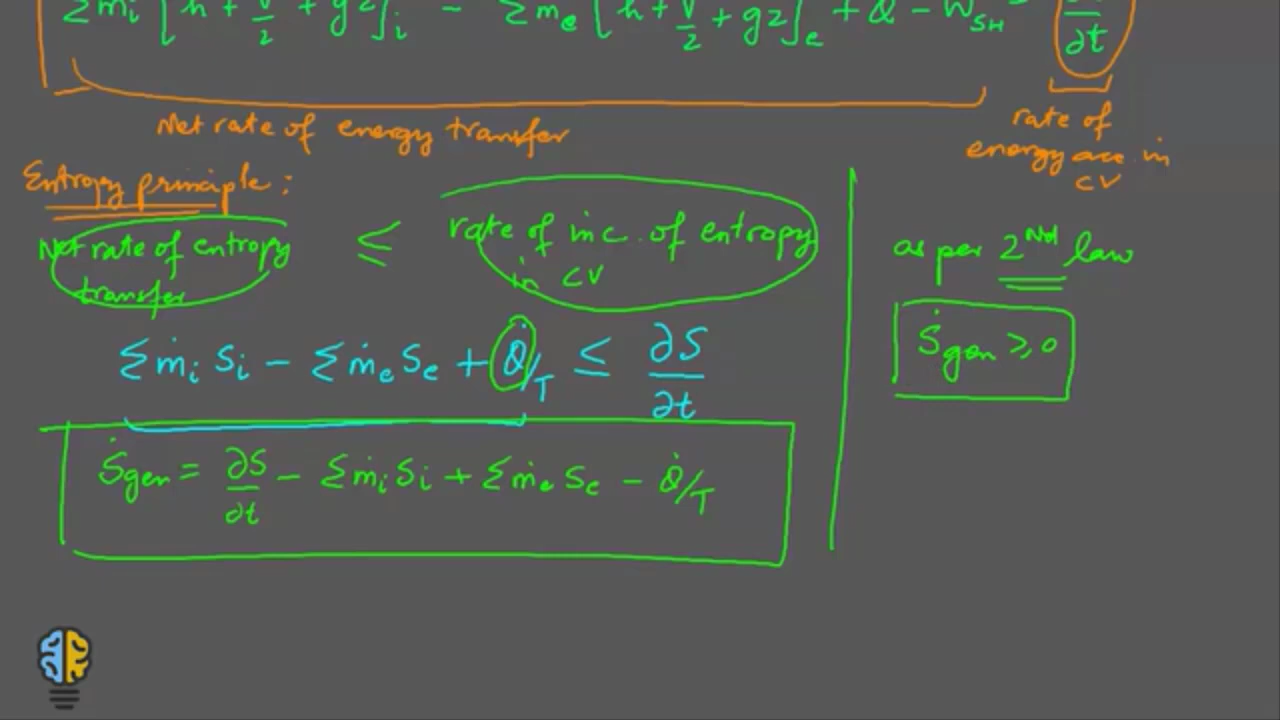 Σṁi [h + V/2 + gz]i - Σṁe [h + V/2 + gz]e + Q̇ - ẆSH =
∂t
Net rate of energy transfer
rate of
energy acc. in
CV
Entropy principle:
Net rate of entropy
transfer
≤ rate of inc. of entropy
in CV
Σṁi Si - Σṁe Se + Q̇/T ≤ ∂S/∂t
Ṡgen = ∂S/∂t - Σṁi Si + Σṁe Se - Q̇/T
as per 2Nd law
Ṡgen ≥ 0